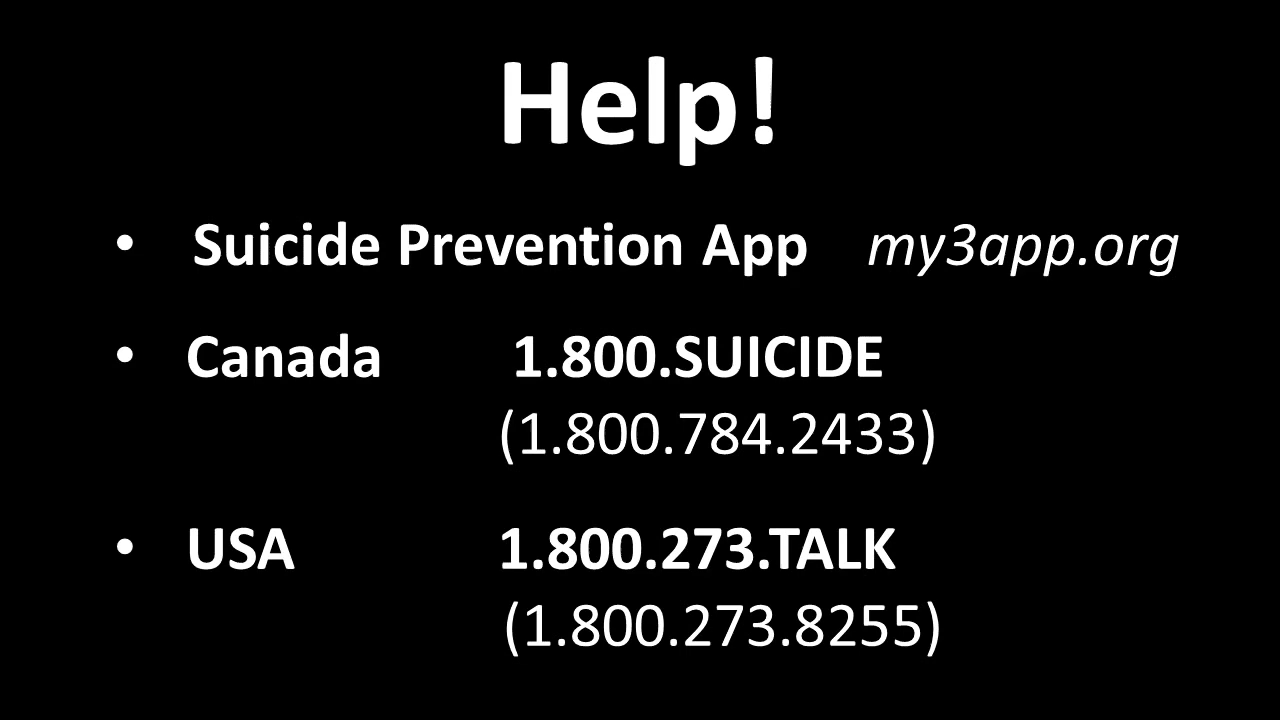 Help!
• Suicide Prevention App my3app.org
• Canada 1.800.SUICIDE
(1.800.784.2433)
• USA 1.800.273.TALK
(1.800.273.8255)